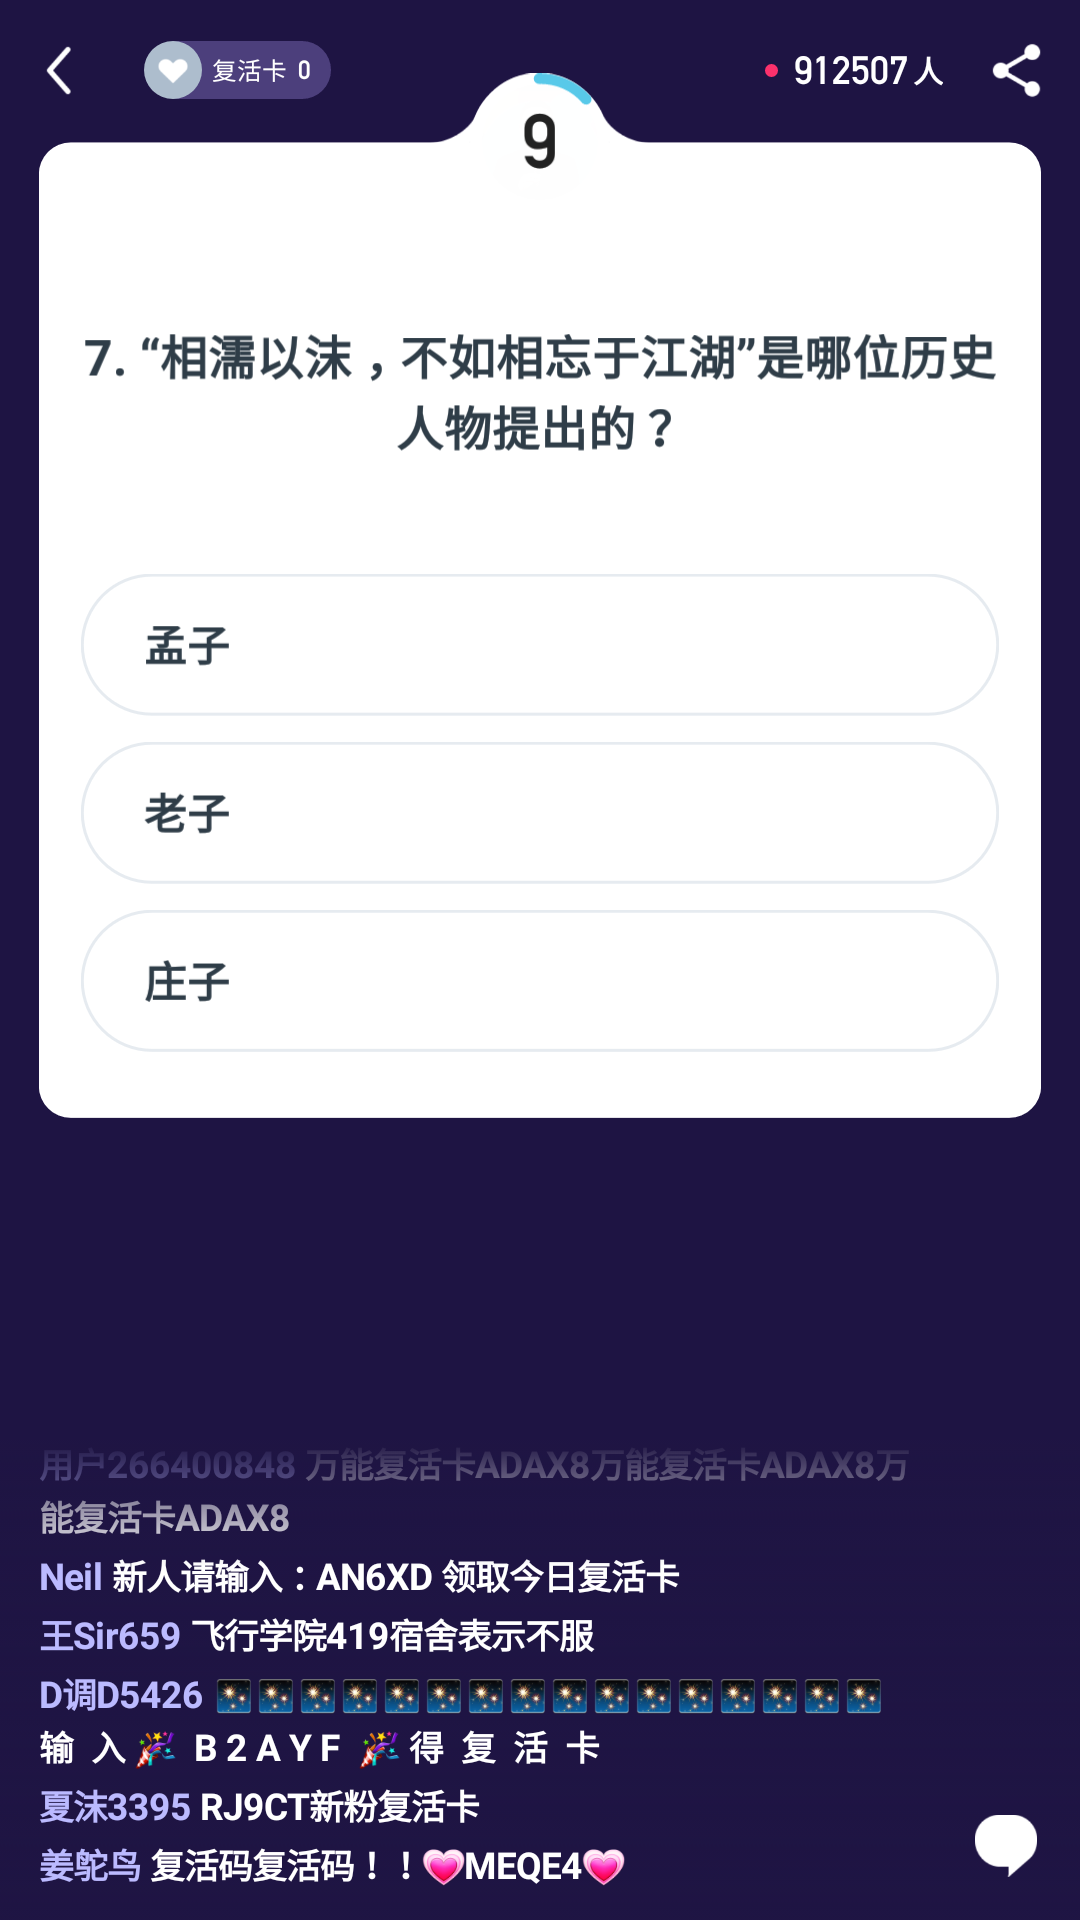 复活卡 0
912507人
9
7. “相濡以沫，不如相忘于江湖”是哪位历史
人物提出的？
孟子
老子
庄子
用户266400848 万能复活卡ADAX8万能复活卡ADAX8万
能复活卡ADAX8
Neil 新人请输入：AN6XD 领取今日复活卡
王Sir659 飞行学院419宿舍表示不服
D调D5426 🎇🎇🎇🎇🎇🎇🎇🎇🎇🎇🎇🎇🎇🎇🎇🎇
输 入🎉 B 2 A Y F 🎉得 复 活 卡
夏沫3395 RJ9CT新粉复活卡
姜鸵鸟 复活码复活码！！💗MEQE4💗